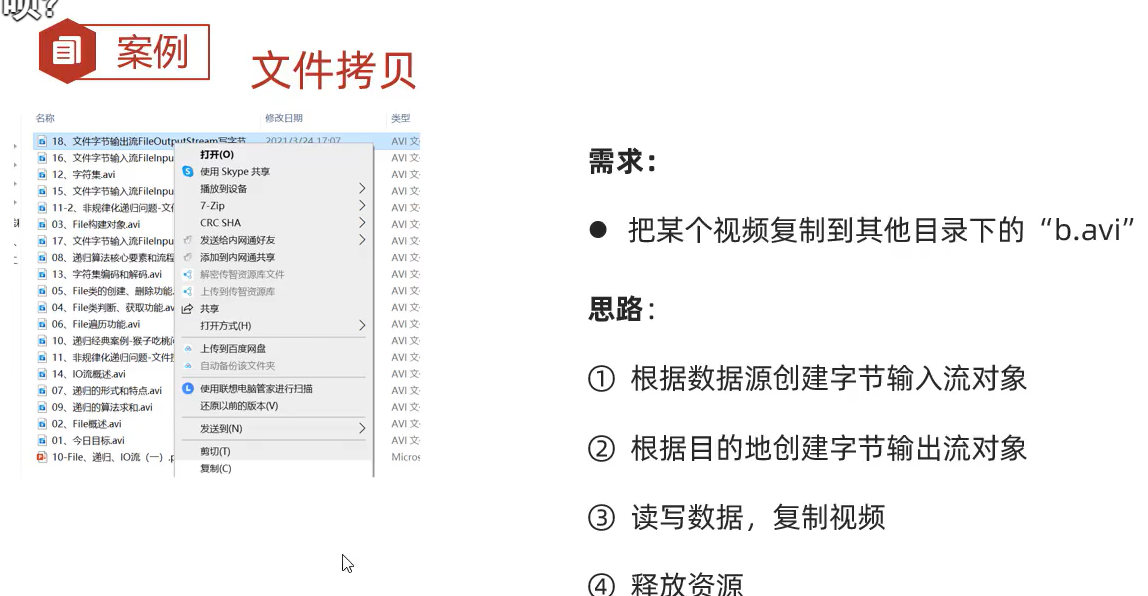 呗?
案例
文件拷贝
名称 修改日期 类型
18、文件字节输出流FileOutputStream写字节 2021/3/24 17:07 AVI 文
16、文件字节输入流FileInpu AVI 文
12、字符集.avi AVI 文
15、文件字节输入流FileInpu AVI 文
11-2、非规律化递归问题-文件 AVI 文
03、File构建对象.avi AVI 文
17、文件字节输入流FileInpu AVI 文
08、递归算法核心要素和流程 AVI 文
13、字符集编码和解码.avi AVI 文
05、File类的创建、删除功能. AVI 文
04、File类判断、获取功能.av AVI 文
06、File遍历功能.avi AVI 文
10、递归经典案例-猴子吃桃问 AVI 文
11、非规律化递归问题-文件搜 AVI 文
14、IO流概述.avi AVI 文
07、递归的形式和特点.avi AVI 文
09、递归的算法求和.avi AVI 文
02、File概述.avi AVI 文
01、今日目标.avi AVI 文
10-File、递归、IO流（一）.p Micros
打开(O)
使用 Skype 共享
播放到设备
7-Zip
CRC SHA
发送给内网通好友
添加到内网通共享
解密传智资源库文件
上传到传智资源库
共享
打开方式(H)
上传到百度网盘
自动备份该文件夹
使用联想电脑管家进行扫描
还原以前的版本(V)
发送到(N)
剪切(T)
复制(C)
需求：
● 把某个视频复制到其他目录下的“b.avi”
思路：
① 根据数据源创建字节输入流对象
② 根据目的地创建字节输出流对象
③ 读写数据，复制视频
④ 释放资源